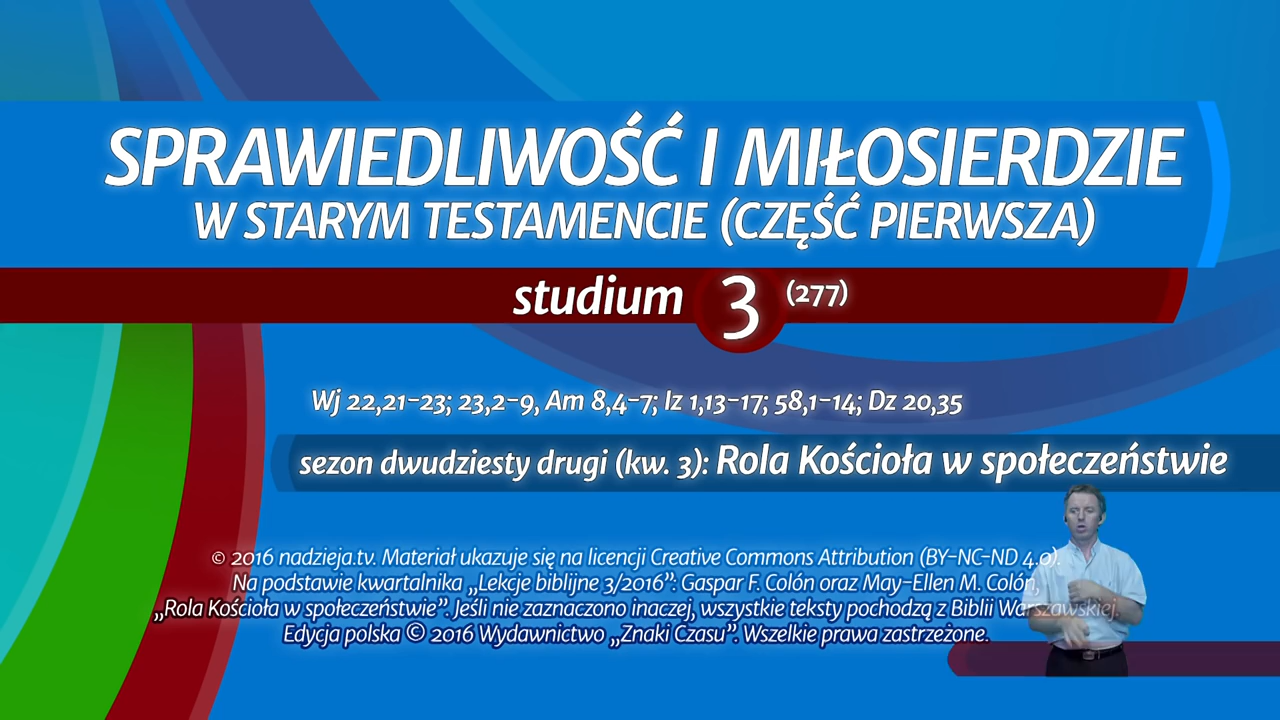 SPRAWIEDLIWOŚĆ I MIŁOSIERDZIE
W STARYM TESTAMENCIE (CZĘŚĆ PIERWSZA)
studium 3 (277)
Wj 22,21–23; 23,2–9, Am 8,4–7; Iz 1,13–17; 58,1–14; Dz 20,35
sezon dwudziesty drugi (kw. 3): Rola Kościoła w społeczeństwie
© 2016 nadzieja.tv. Materiał ukazuje się na licencji Creative Commons Attribution (BY–NC–ND 4.0).
Na podstawie kwartalnika „Lekcje biblijne 3/2016”: Gaspar F. Colón oraz May–Ellen M. Colón,
„Rola Kościoła w społeczeństwie”. Jeśli nie zaznaczono inaczej, wszystkie teksty pochodzą z Biblii Warszawskiej.
Edycja polska © 2016 Wydawnictwo „Znaki Czasu”. Wszelkie prawa zastrzeżone.